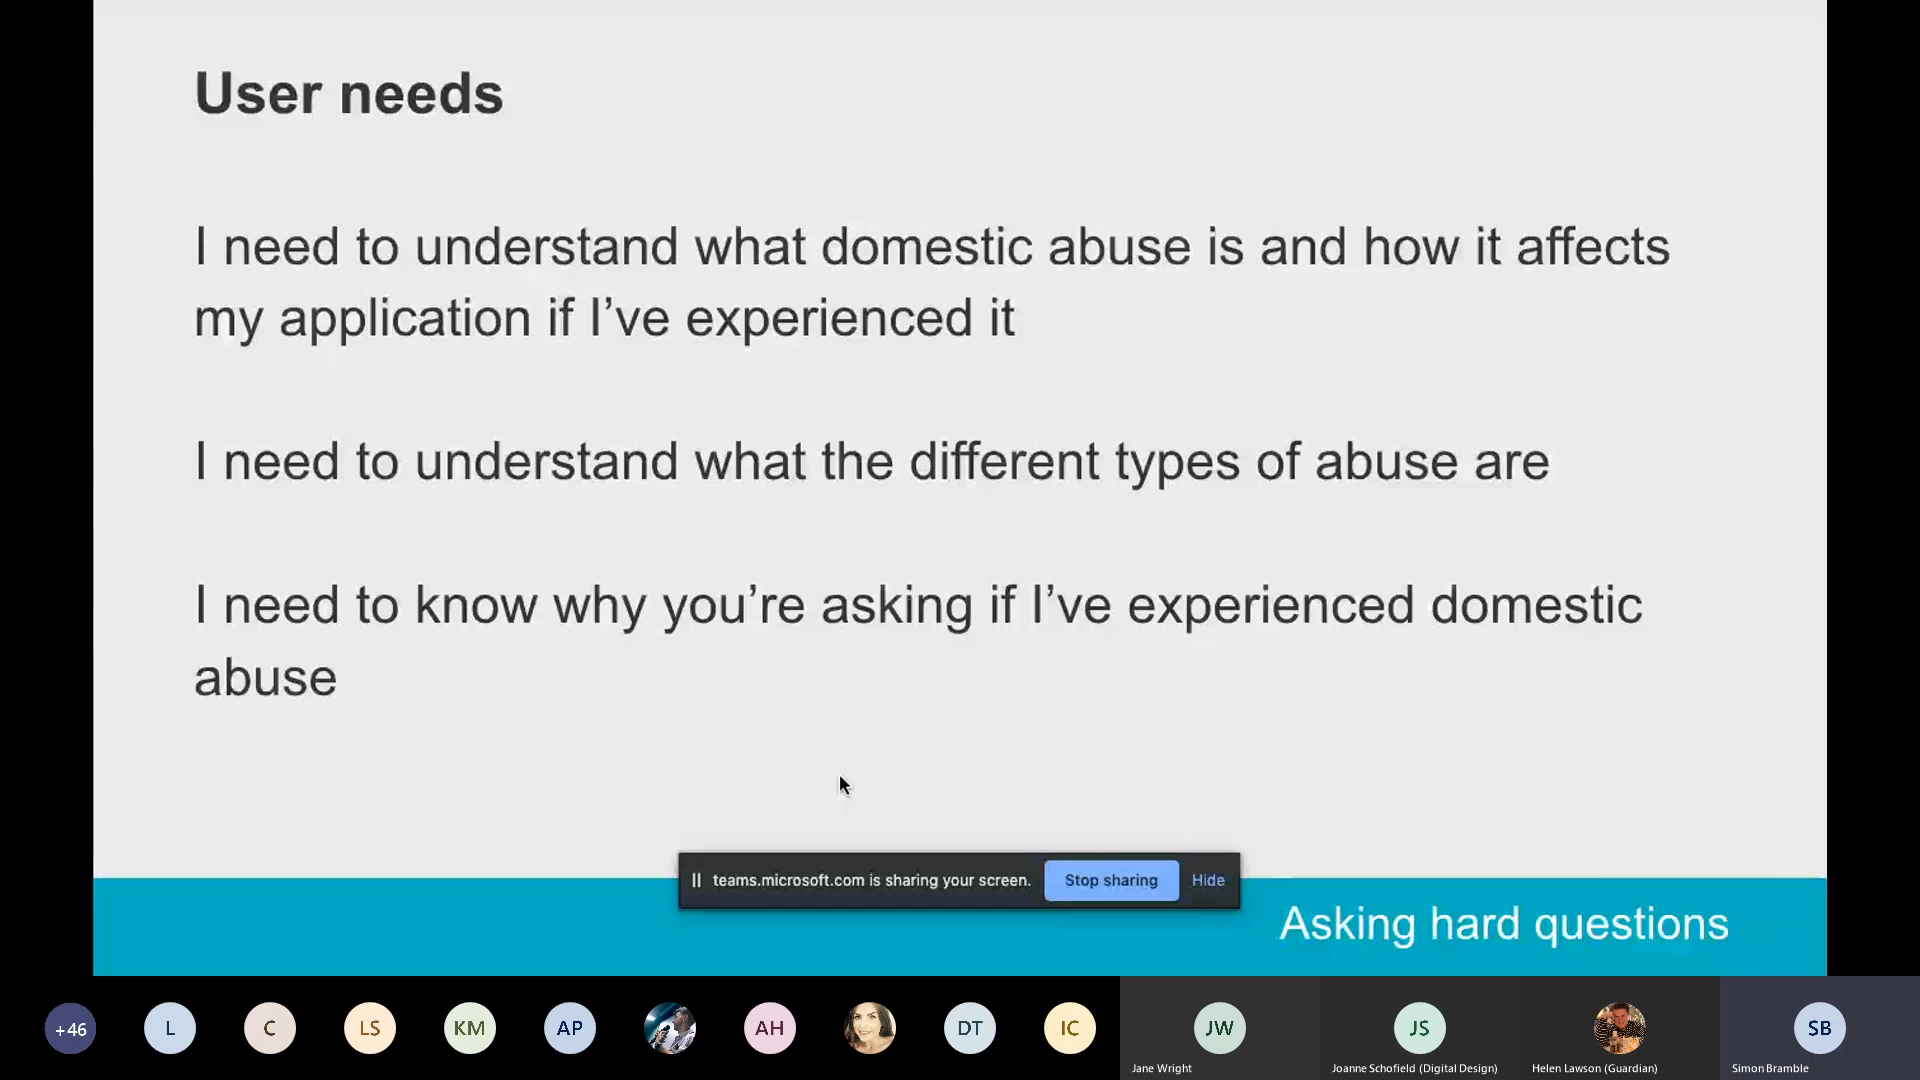 User needs
I need to understand what domestic abuse is and how it affects
my application if I’ve experienced it
I need to understand what the different types of abuse are
I need to know why you’re asking if I’ve experienced domestic
abuse
teams.microsoft.com is sharing your screen. Stop sharing Hide
Asking hard questions
+46 L C LS KM AP AH DT IC JW JS SB
Jane Wright Joanne Schofield (Digital Design) Helen Lawson (Guardian) Simon Bramble